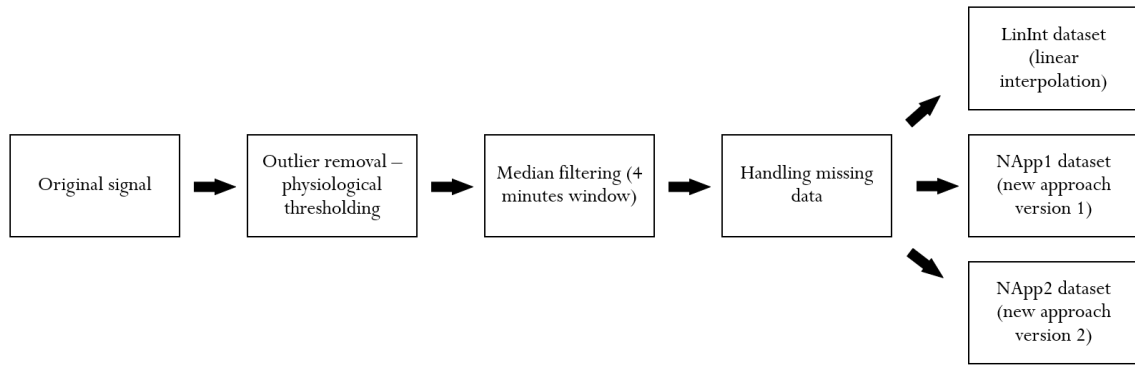 Original signal
Outlier removal –
physiological
thresholding
Median filtering (4
minutes window)
Handling missing
data
LinInt dataset
(linear
interpolation)
NApp1 dataset
(new approach
version 1)
NApp2 dataset
(new approach
version 2)